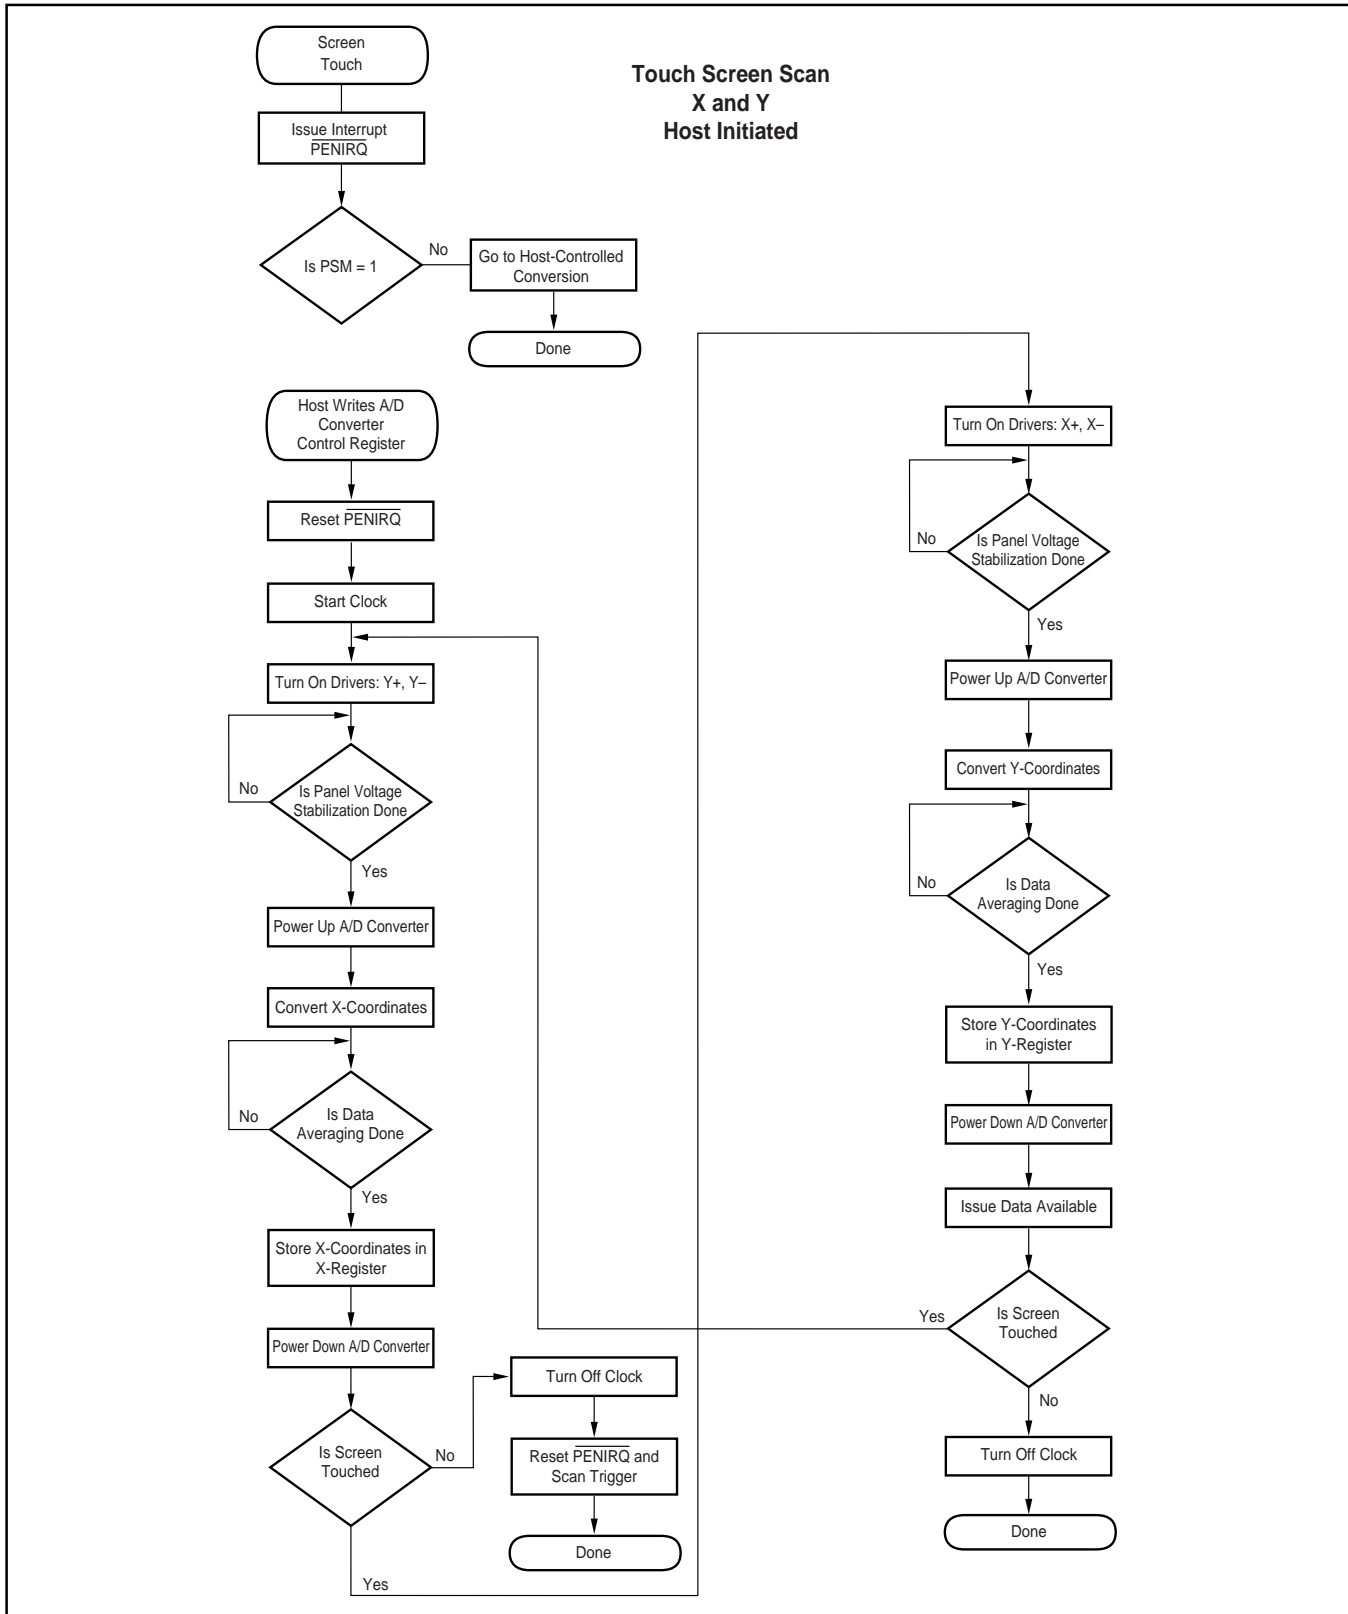 Screen
Touch
Touch Screen Scan
X and Y
Host Initiated
Issue Interrupt
PENIRQ
Is PSM = 1
No
Go to Host-Controlled
Conversion
Done
Host Writes A/D
Converter
Control Register
Reset PENIRQ
Start Clock
Turn On Drivers: Y+, Y–
No
Is Panel Voltage
Stabilization Done
Yes
Power Up A/D Converter
Convert X-Coordinates
No
Is Data
Averaging Done
Yes
Store X-Coordinates in
X-Register
Power Down A/D Converter
Is Screen
Touched
No
Turn Off Clock
Reset PENIRQ and
Scan Trigger
Done
Yes
Turn On Drivers: X+, X–
No
Is Panel Voltage
Stabilization Done
Yes
Power Up A/D Converter
Convert Y-Coordinates
No
Is Data
Averaging Done
Yes
Store Y-Coordinates
in Y-Register
Power Down A/D Converter
Issue Data Available
Yes
Is Screen
Touched
No
Turn Off Clock
Done